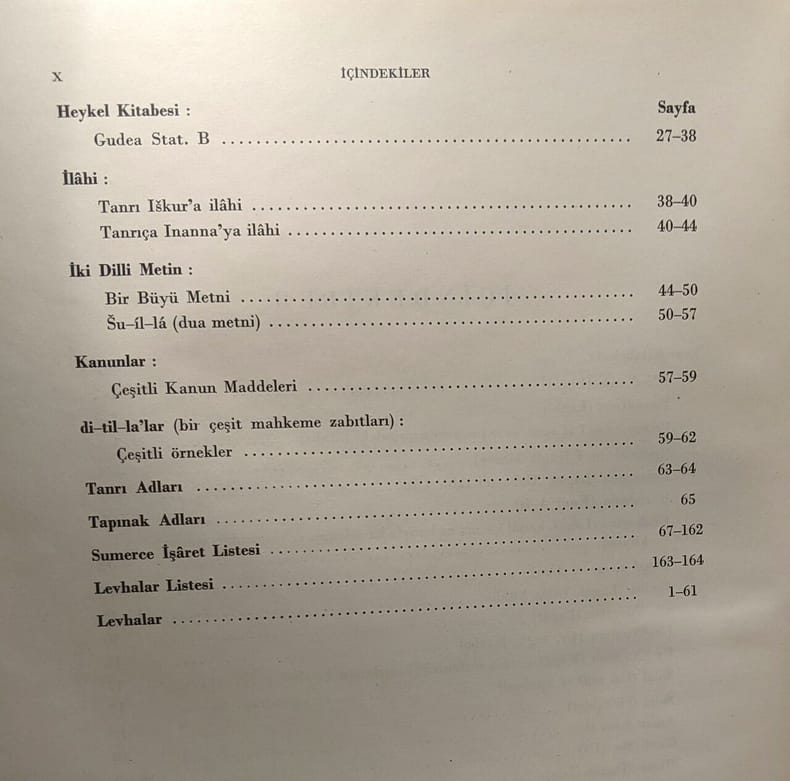 X İÇİNDEKİLER
Heykel Kitabesi : Sayfa
Gudea Stat. B ................................................ 27–38
İlâhi :
Tanrı Iškur’a ilâhi ............................................ 38–40
Tanrıça Inanna’ya ilâhi ........................................ 40–44
İki Dilli Metin :
Bir Büyü Metni .............................................. 44–50
Šu–íl–lá (dua metni) .......................................... 50–57
Kanunlar :
Çeşitli Kanun Maddeleri ...................................... 57–59
di–til–la’lar (bir çeşit mahkeme zabıtları) :
Çeşitli örnekler .............................................. 59–62
Tanrı Adları .................................................. 63–64
Tapınak Adları ................................................ 65
Sumerce İşâret Listesi .......................................... 67–162
Levhalar Listesi ................................................ 163–164
Levhalar ...................................................... 1–61